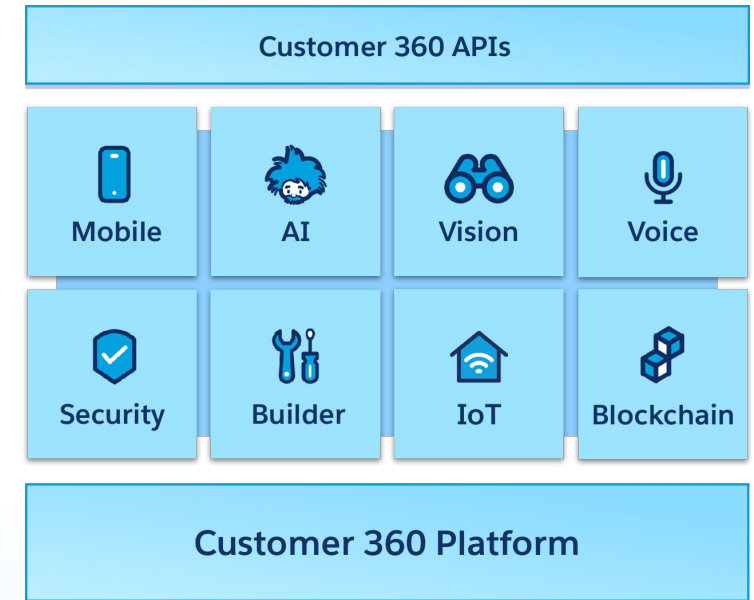 Customer 360 APIs
Mobile
AI
Vision
Voice
Security
Builder
IoT
Blockchain
Customer 360 Platform